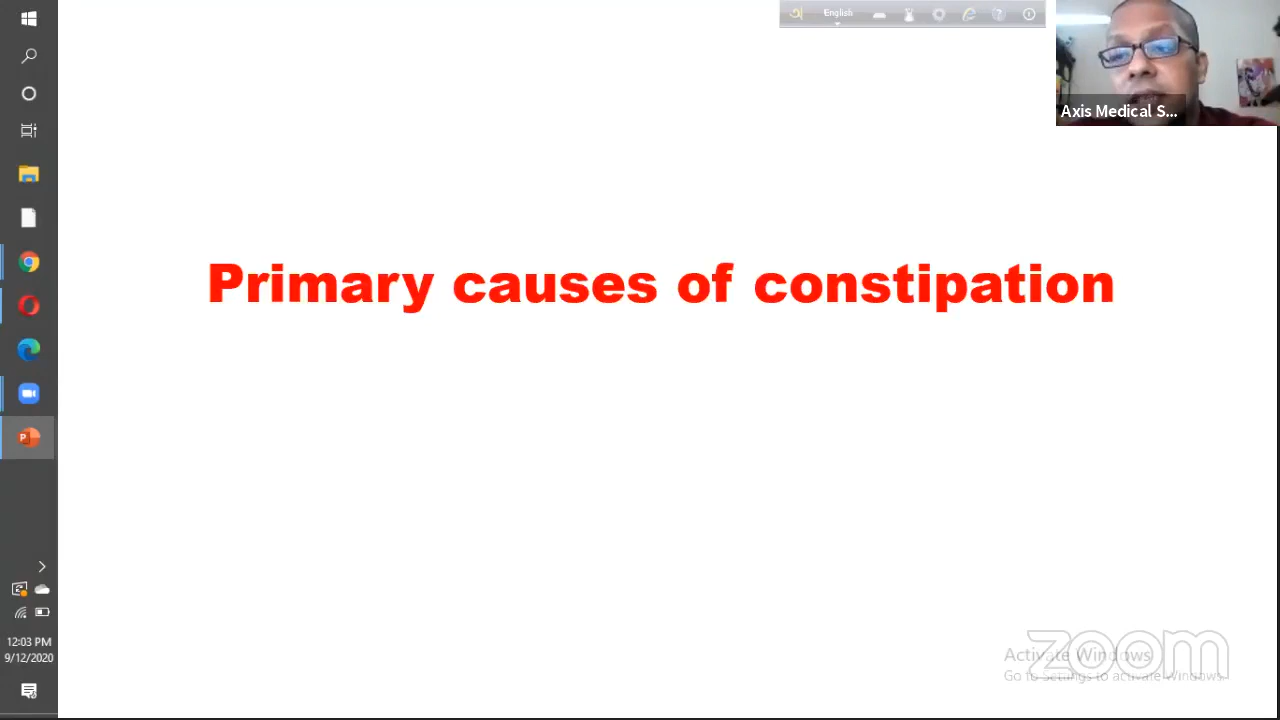 English
Axis Medical S...
Primary causes of constipation
12:03 PM
9/12/2020
zoom
Activate Windows
Go to Settings to activate Windows.